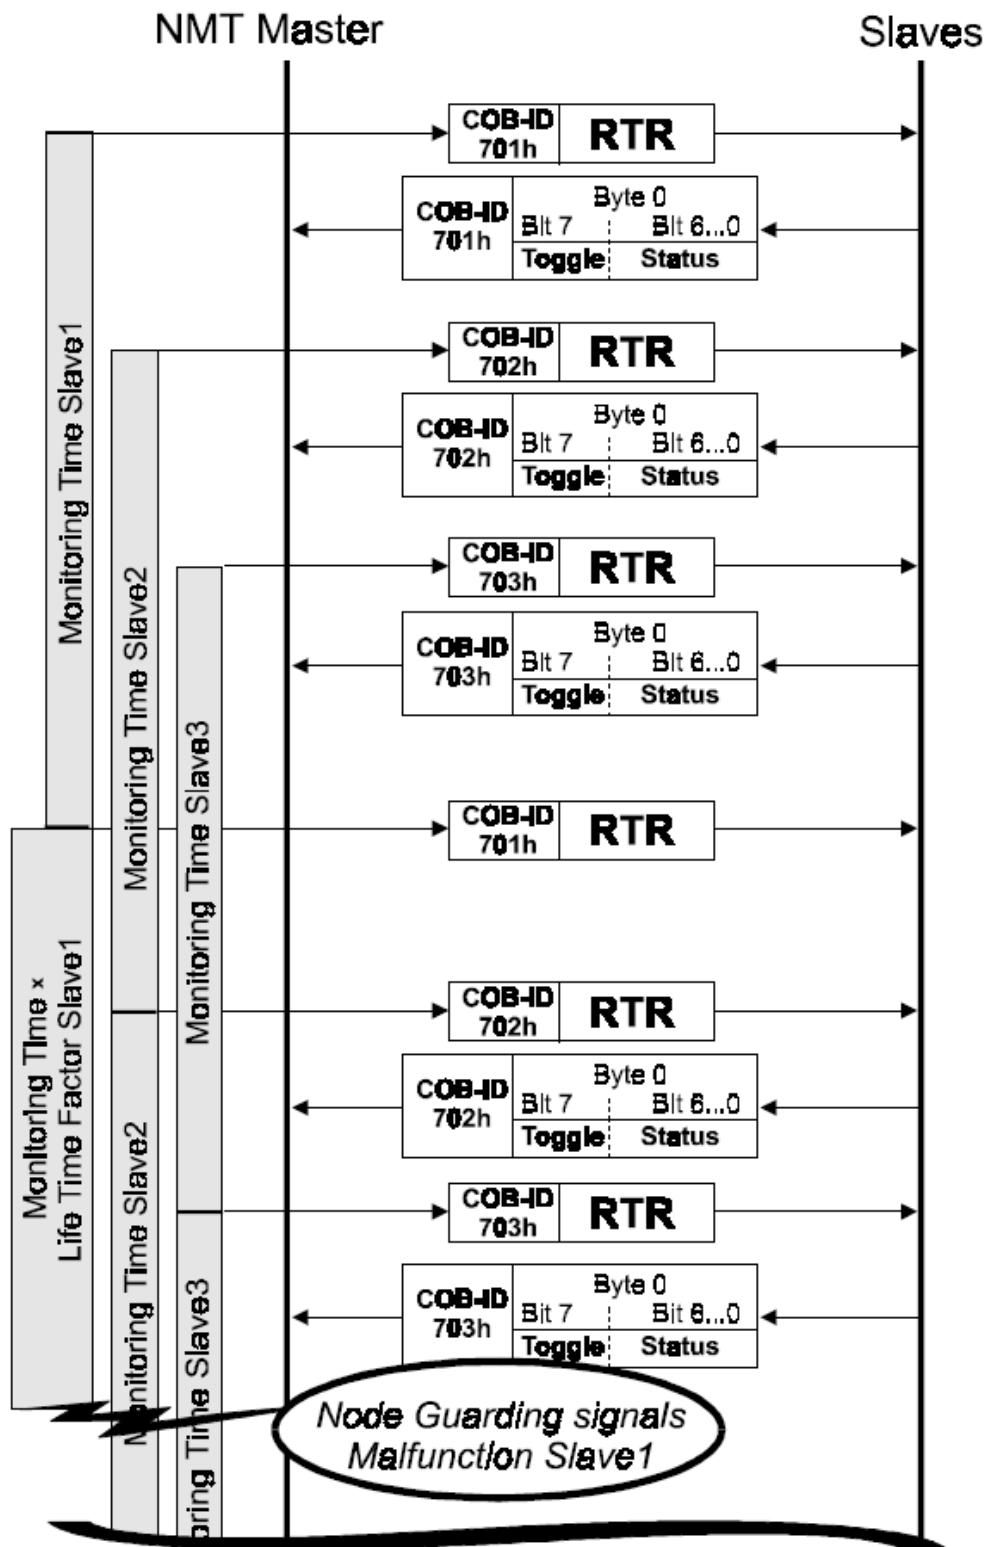 NMT Master
Slaves
COB-ID
701h
RTR
COB-ID
701h
Byte 0
Bit 7
Bit 6...0
Toggle
Status
COB-ID
702h
RTR
COB-ID
702h
Byte 0
Bit 7
Bit 6...0
Toggle
Status
COB-ID
703h
RTR
COB-ID
703h
Byte 0
Bit 7
Bit 6...0
Toggle
Status
COB-ID
701h
RTR
COB-ID
702h
RTR
COB-ID
702h
Byte 0
Bit 7
Bit 6...0
Toggle
Status
COB-ID
703h
RTR
COB-ID
703h
Byte 0
Bit 7
Bit 6...0
Toggle
Status
Monitoring Time Slave1
Monitoring Time Slave2
Monitoring Time Slave3
Monitoring Time x
Life Time Factor Slave1
Monitoring Time Slave2
oring Time Slave3
Node Guarding signals
Malfunction Slave1